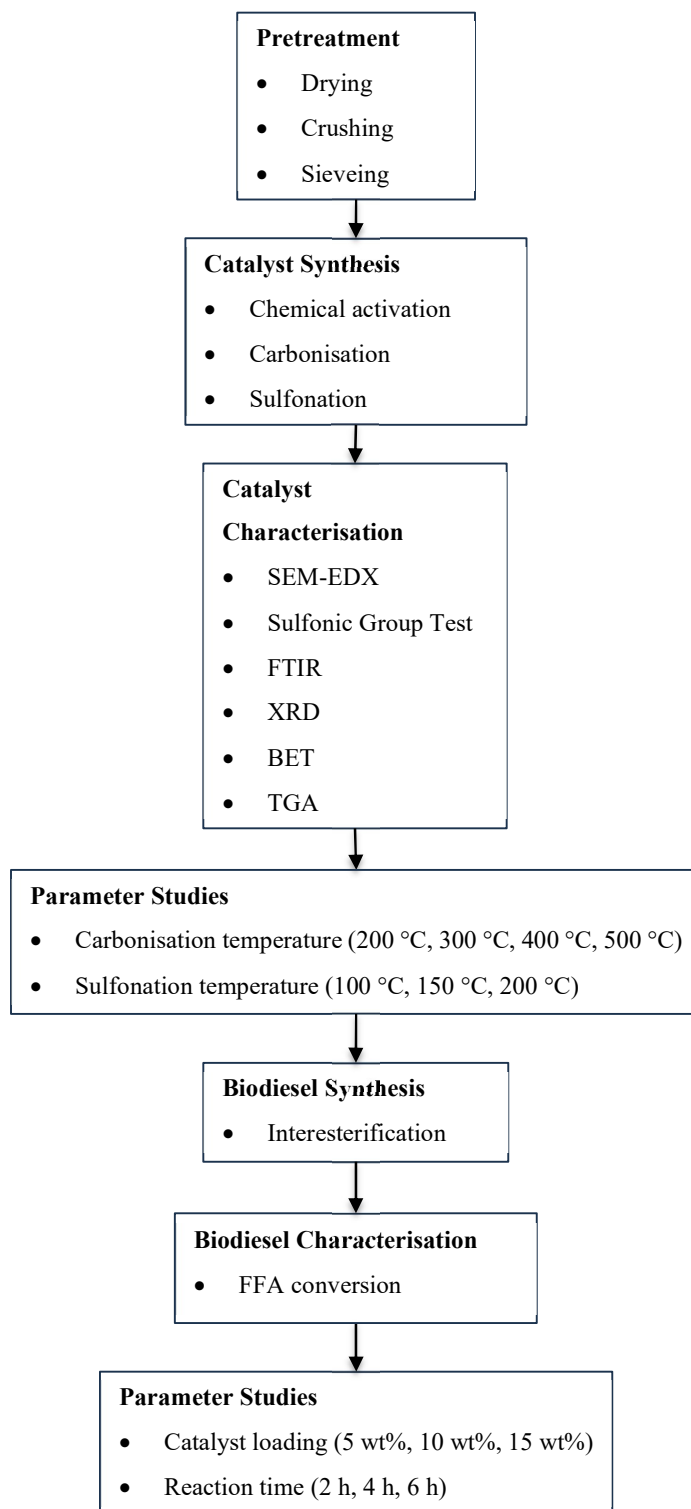 Pretreatment
• Drying
• Crushing
• Sieveing
Catalyst Synthesis
• Chemical activation
• Carbonisation
• Sulfonation
Catalyst
Characterisation
• SEM-EDX
• Sulfonic Group Test
• FTIR
• XRD
• BET
• TGA
Parameter Studies
• Carbonisation temperature (200 °C, 300 °C, 400 °C, 500 °C)
• Sulfonation temperature (100 °C, 150 °C, 200 °C)
Biodiesel Synthesis
• Interesterification
Biodiesel Characterisation
• FFA conversion
Parameter Studies
• Catalyst loading (5 wt%, 10 wt%, 15 wt%)
• Reaction time (2 h, 4 h, 6 h)